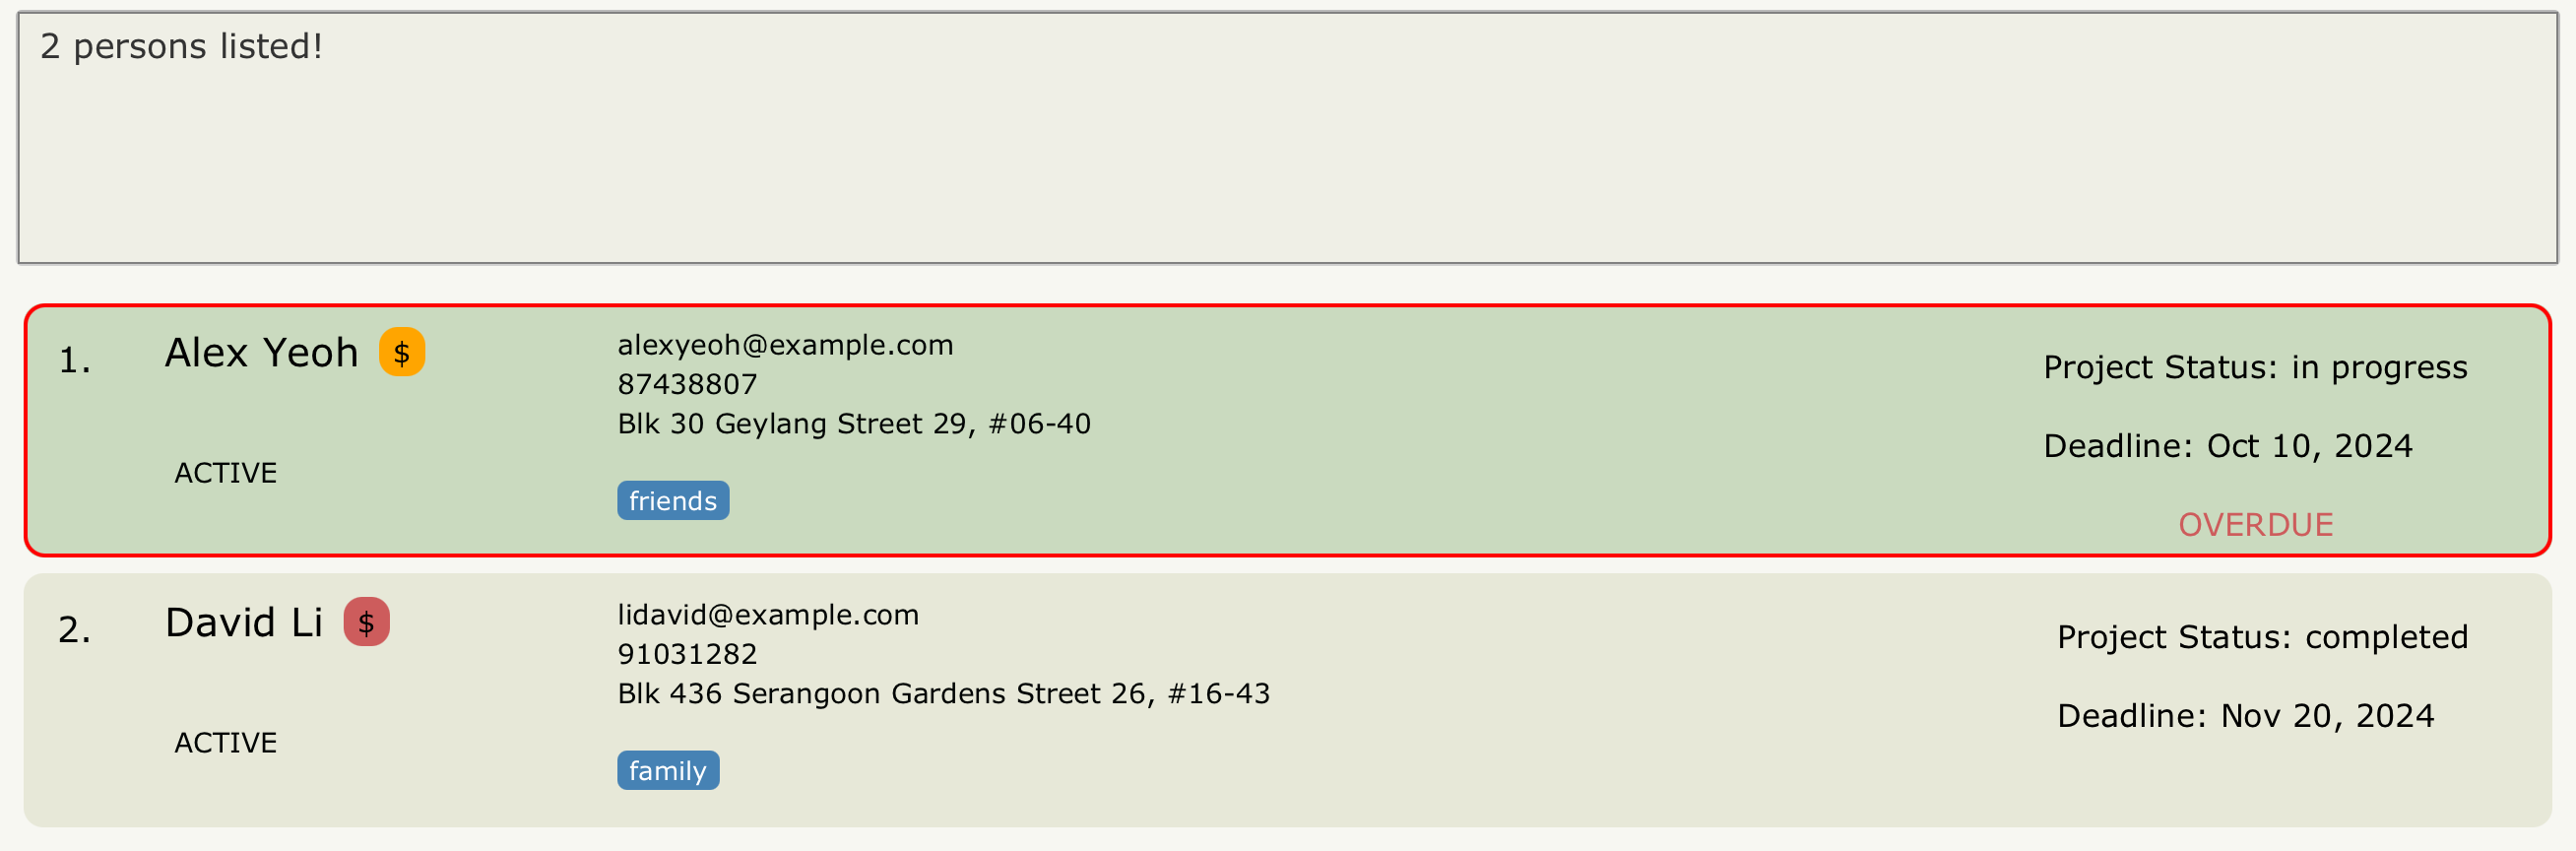 2 persons listed!
1.
Alex Yeoh $
ACTIVE
alexyeoh@example.com
87438807
Blk 30 Geylang Street 29, #06-40
friends
Project Status: in progress
Deadline: Oct 10, 2024
OVERDUE
2.
David Li $
ACTIVE
lidavid@example.com
91031282
Blk 436 Serangoon Gardens Street 26, #16-43
family
Project Status: completed
Deadline: Nov 20, 2024